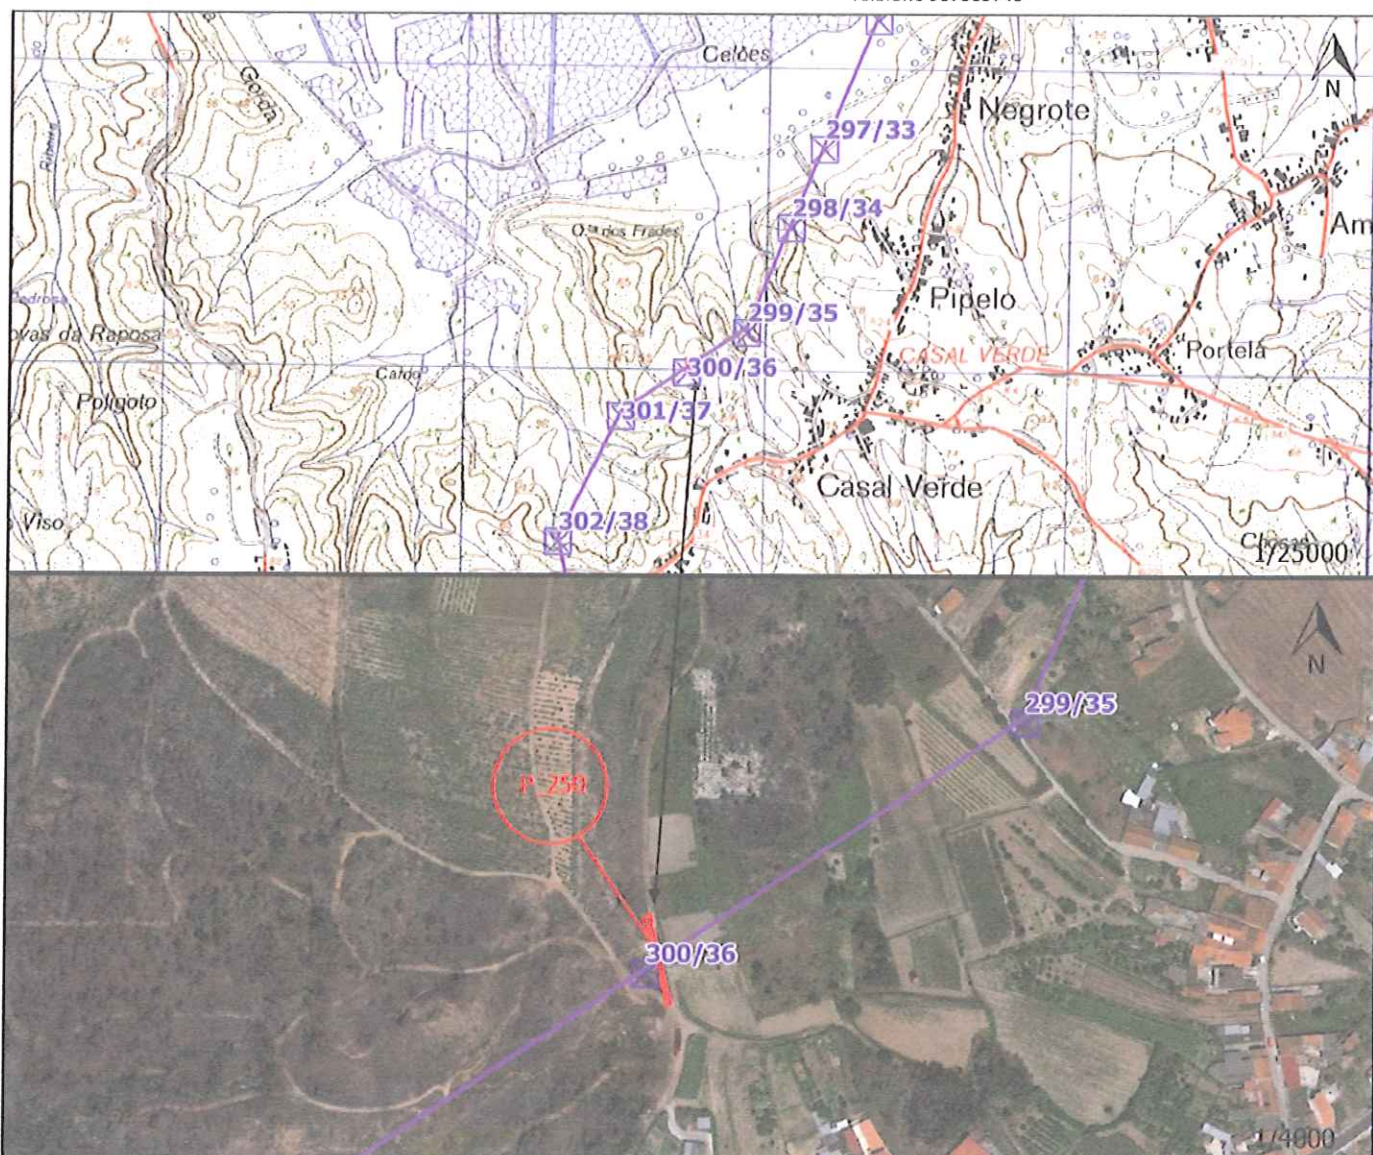 Gorda
Celões
N
Negrote
297/33
298/34
Qta dos Frades
Am
299/35
Pipelo
ovas da Raposa
CASAL VERDE
Portela
300/36
Caldo
Poligoto
301/37
Casal Verde
302/38
Viso
1/25000
N
299/35
P_250
300/36
1/4000